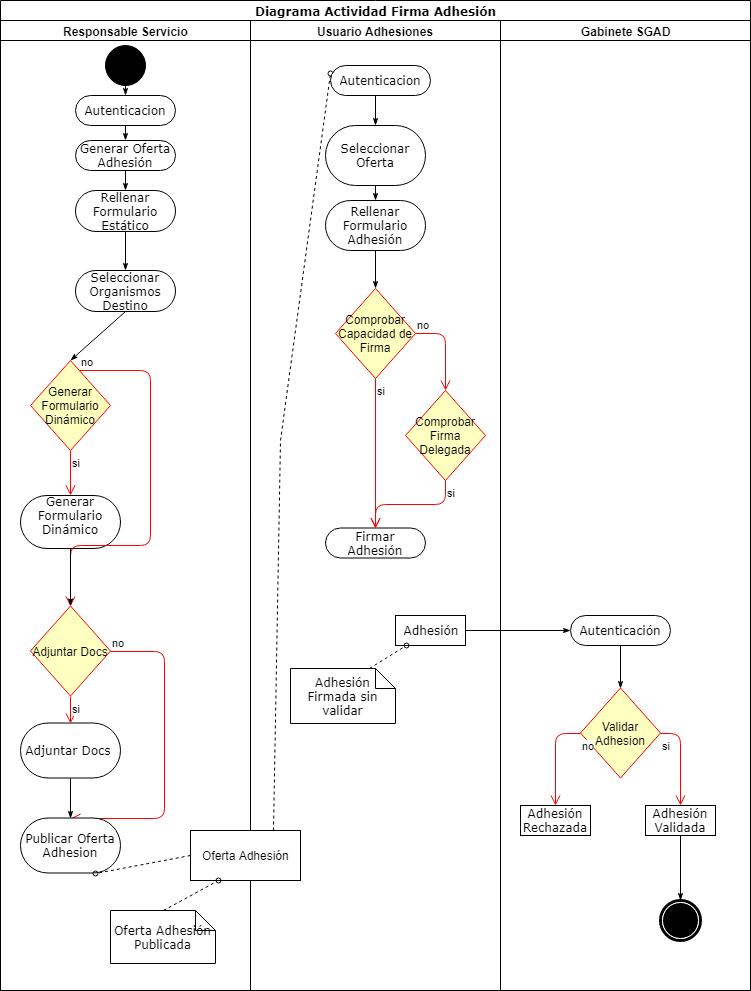 Diagrama Actividad Firma Adhesión
Responsable Servicio
Usuario Adhesiones
Gabinete SGAD
Autenticacion
Generar Oferta
Adhesión
Rellenar
Formulario
Estático
Seleccionar
Organismos
Destino
no
Generar
Formulario
Dinámico
si
Generar
Formulario
Dinámico
Adjuntar Docs
no
si
Adjuntar Docs
Publicar Oferta
Adhesion
Oferta Adhesión
Oferta Adhesión
Publicada
Autenticacion
Seleccionar
Oferta
Rellenar
Formulario
Adhesión
Comprobar
Capacidad de
Firma
no
si
Comprobar
Firma
Delegada
si
Firmar
Adhesión
Adhesión
Adhesión
Firmada sin
validar
Autenticación
Validar
Adhesion
no
si
Adhesión
Rechazada
Adhesión
Validada